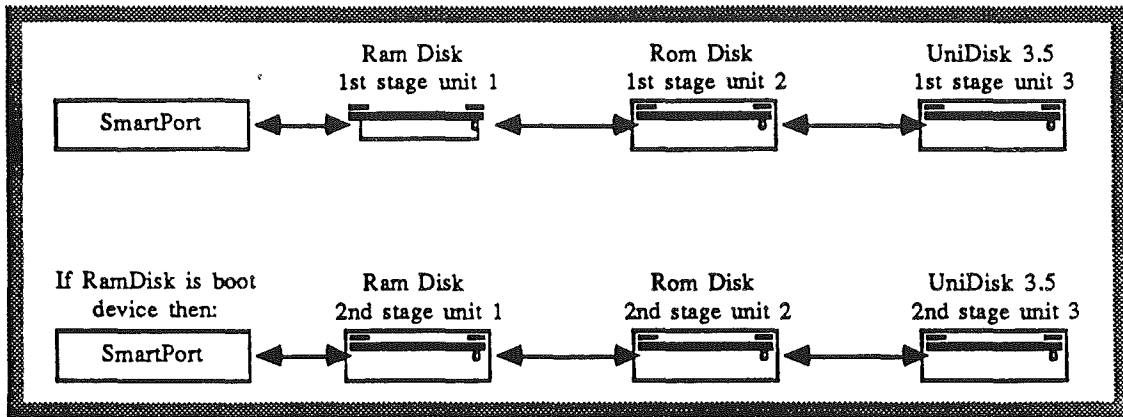 Ram Disk
1st stage unit 1
Rom Disk
1st stage unit 2
UniDisk 3.5
1st stage unit 3
SmartPort
If RamDisk is boot
device then:
Ram Disk
2nd stage unit 1
Rom Disk
2nd stage unit 2
UniDisk 3.5
2nd stage unit 3
SmartPort